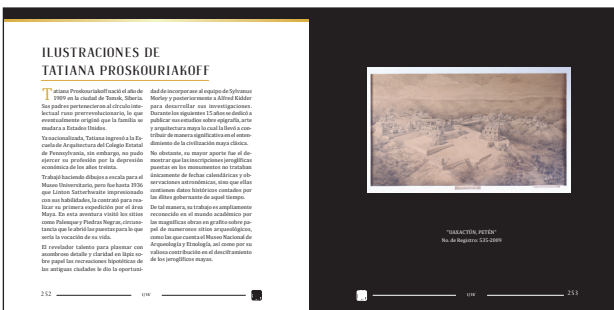 ILUSTRACIONES DE
TATIANA PROSKOURIAKOFF
Tatiana Proskouriakoff nació el año de
1909 en la ciudad de Tomsk, Siberia.
Sus padres pertenecieron al círculo inte-
lectual ruso prerrevolucionario, lo que
eventualmente originó que la familia se
mudara a Estados Unidos.
Ya nacionalizada, Tatiana ingresó a la Es-
cuela de Arquitectura del Colegio Estatal
de Pennsylvania, sin embargo, no pudo
ejercer su profesión por la depresión
económica de los años treinta.
Trabajó haciendo dibujos a escala para el
Museo Universitario, pero fue hasta 1936
que Linton Satterhwaite impresionado
con sus habilidades, la contrató para rea-
lizar su primera expedición por el área
Maya. En esta aventura visitó los sitios
como Palenque y Piedras Negras, circuns-
tancia que le abrió las puertas para lo que
sería la vocación de su vida.
El revelador talento para plasmar con
asombroso detalle y claridad en lápiz so-
bre papel las recreaciones hipotéticas de
las antiguas ciudades le dio la oportuni-
dad de incorporase al equipo de Sylvanus
Morley y posteriormente a Alfred Kidder
para desarrollar sus investigaciones.
Durante los siguientes 15 años se dedicó a
publicar sus estudios sobre epigrafía, arte
y arquitectura maya lo cual la llevó a con-
tribuir de manera significativa en el enten-
dimiento de la civilización maya clásica.
No obstante, su mayor aporte fue el de-
mostrar que las inscripciones jeroglíficas
puestas en los monumentos no trataban
únicamente de fechas calendáricas y ob-
servaciones astronómicas, sino que ellas
contienen datos históricos contados por
las élites gobernante de aquel tiempo.
De tal manera, su trabajo es ampliamente
reconocido en el mundo académico por
las magníficas obras en grafito sobre pa-
pel de numerosos sitios arqueológicos,
como las que cuenta el Museo Nacional de
Arqueología y Etnología, así como por su
valiosa contribución en el desciframiento
de los jeroglíficos mayas.
252
"UAXACTÚN, PETÉN"
No. de Registro: 535-2009
253